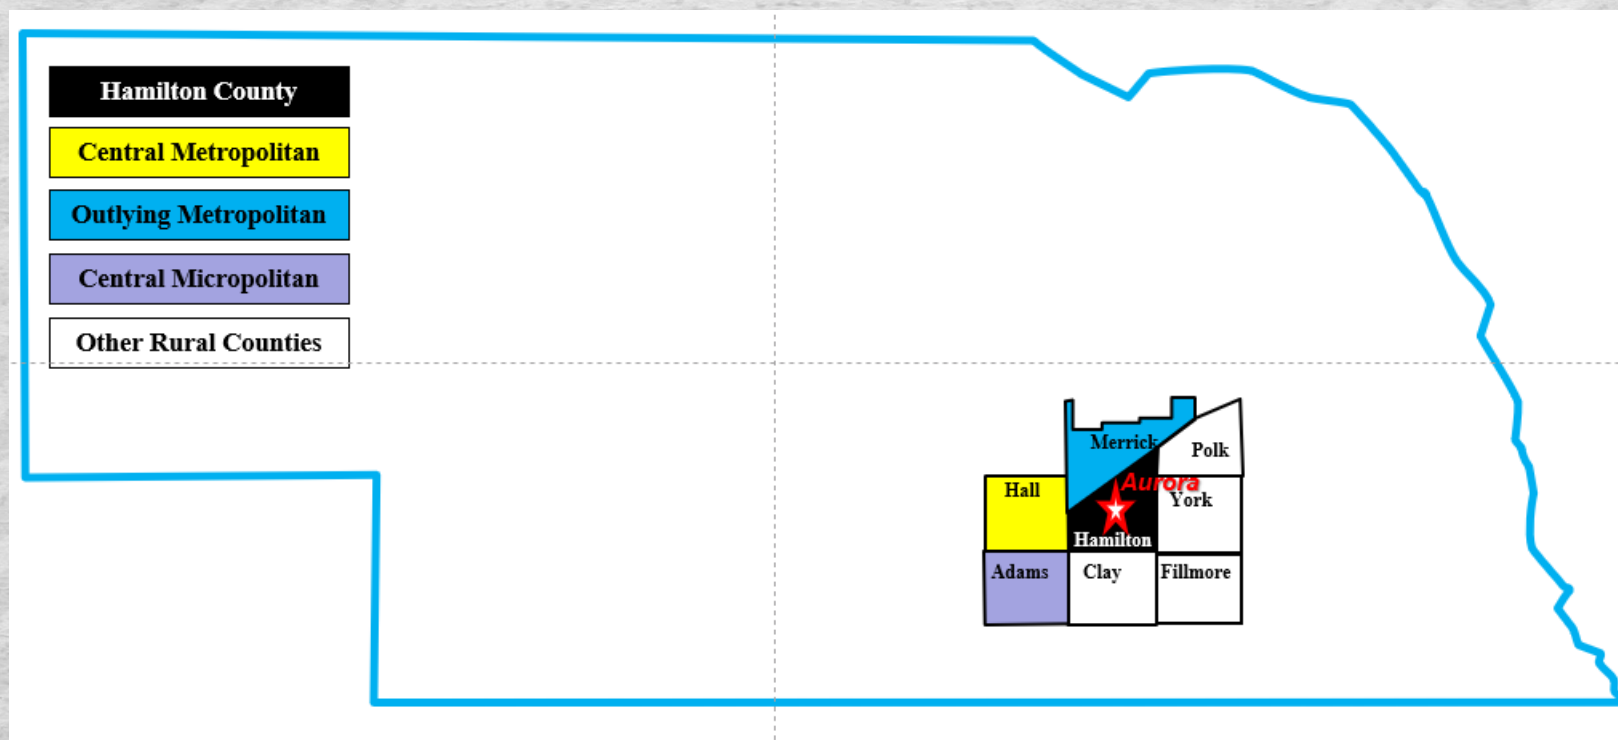 Hamilton County
Central Metropolitan
Outlying Metropolitan
Central Micropolitan
Other Rural Counties
Merrick
Polk
Aurora
Hall
York
Hamilton
Adams
Clay
Fillmore